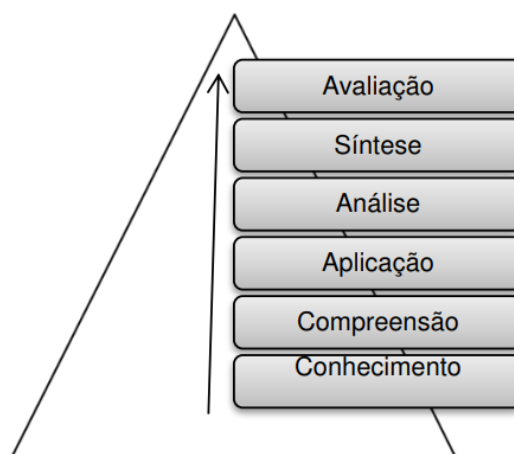 Avaliação
Síntese
Análise
Aplicação
Compreensão
Conhecimento